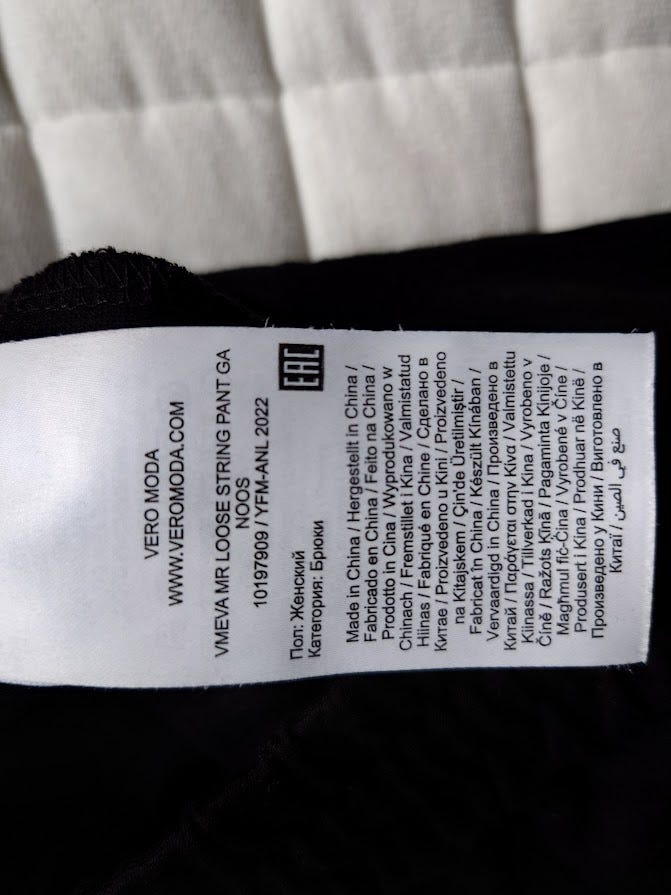 VERO MODA
WWW.VEROMODA.COM
VMEVA MR LOOSE STRING PANT GA
NOOS
10197909 / YFM-ANL 2022
Пол: Женский
Категория: Брюки
EAC
Made in China / Hergestellt in China /
Fabricado en China / Feito na China /
Prodotto in Cina / Wyprodukowano w
Chinach / Fremstillet i Kina / Valmistatud
Hiinas / Fabriqué en Chine / Сделано в
Китае / Proizvedeno u Kini / Proizvedeno
na Kitajskem / Çin'de Üretilmiştir /
Fabricat în China / Készült Kínában /
Vervaardigd in China / Произведено в
Китай / Παράγεται στην Κίνα / Valmistettu
Kiinassa / Tillverkad i Kina / Vyrobeno v
Číně / Ražots Ķīnā / Pagaminta Kinijoje /
Magħmul fiċ-Ċina / Vyrobené v Číne /
Produsert i Kina / Prodhuar në Kinë /
Произведено у Кини / Виготовлено в
Китаї / صنع في الصين